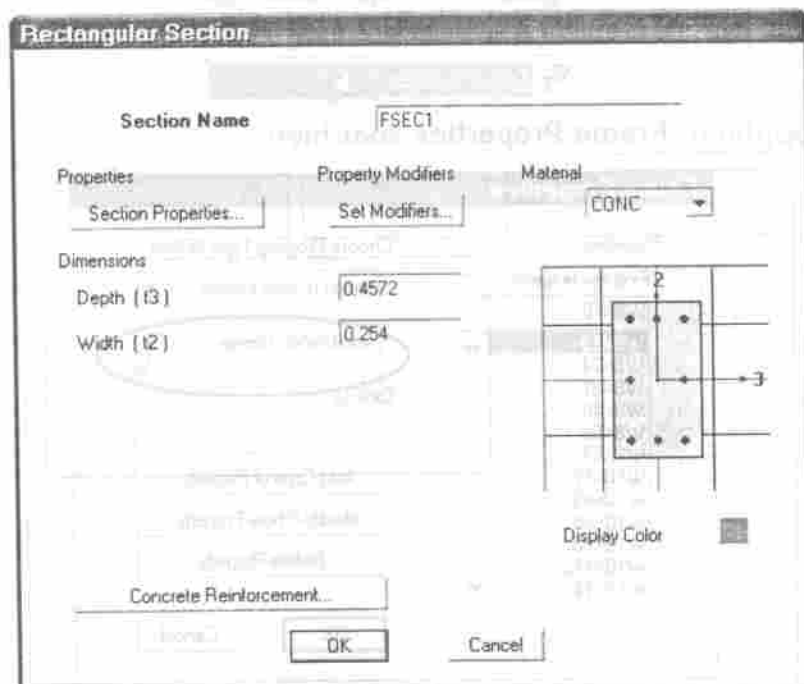 Rectangular Section
Section Name FSEC1
Properties Property Modifiers Material
Section Properties... Set Modifiers... CONC
Dimensions
Depth ( t3 ) 0.4572
Width ( t2 ) 0.254
2
3
Display Color
Concrete Reinforcement...
OK Cancel